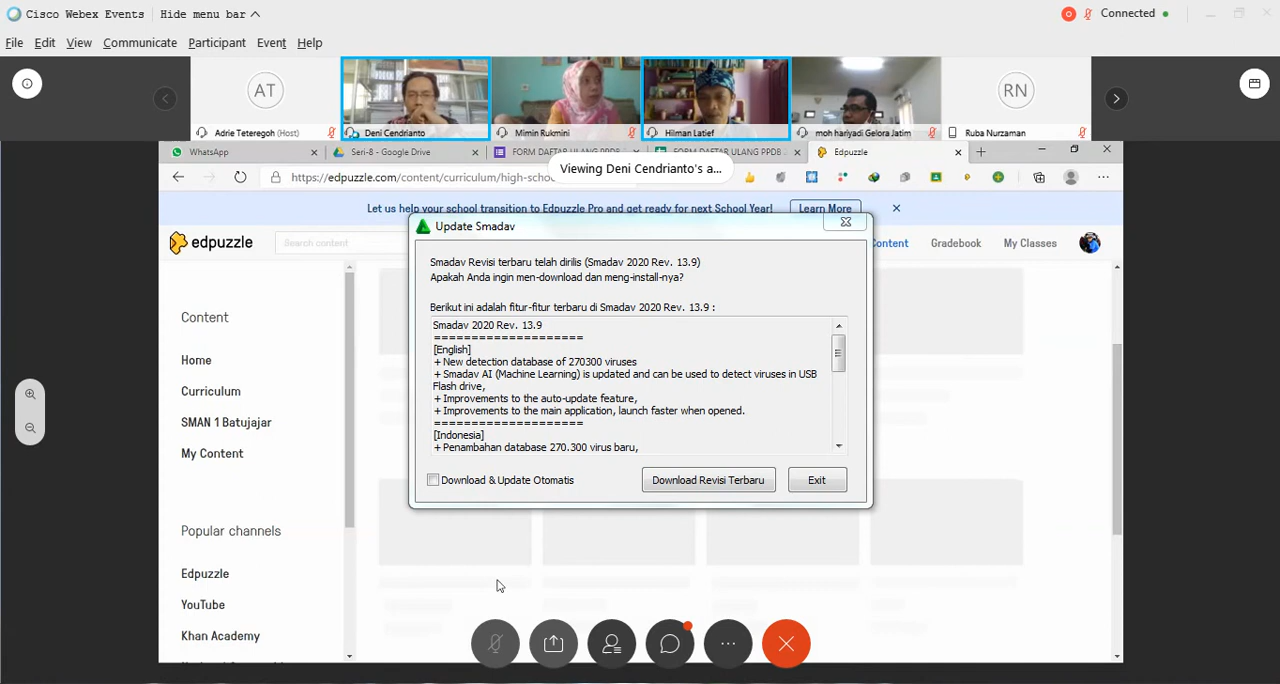 Cisco Webex Events
Hide menu bar
Connected
File Edit View Communicate Participant Event Help
AT
RN
Adrie Teteregoh (Host)
Deni Cendrianto
Mimin Rukmini
Hilman Latief
moh hariyadi Gelora Jatim
Ruba Nurzaman
WhatsApp
Seri-8 - Google Drive
FORM DAFTAR ULANG PPDB
FORM DAFTAR ULANG PPDB 2
Edpuzzle
Viewing Deni Cendrianto's a...
https://edpuzzle.com/content/curriculum/high-scho
Let us help your school transition to Edpuzzle Pro and get ready for next School Year!
Learn More
edpuzzle
Search content
Content
Gradebook
My Classes
Update Smadav
Smadav Revisi terbaru telah dirilis (Smadav 2020 Rev. 13.9)
Apakah Anda ingin men-download dan meng-install-nya?
Berikut ini adalah fitur-fitur terbaru di Smadav 2020 Rev. 13.9 :
Smadav 2020 Rev. 13.9
====================
[English]
+ New detection database of 270300 viruses
+ Smadav AI (Machine Learning) is updated and can be used to detect viruses in USB
Flash drive,
+ Improvements to the auto-update feature,
+ Improvements to the main application, launch faster when opened.
====================
[Indonesia]
+ Penambahan database 270.300 virus baru,
Download & Update Otomatis
Download Revisi Terbaru
Exit
Content
Home
Curriculum
SMAN 1 Batujajar
My Content
Popular channels
Edpuzzle
YouTube
Khan Academy